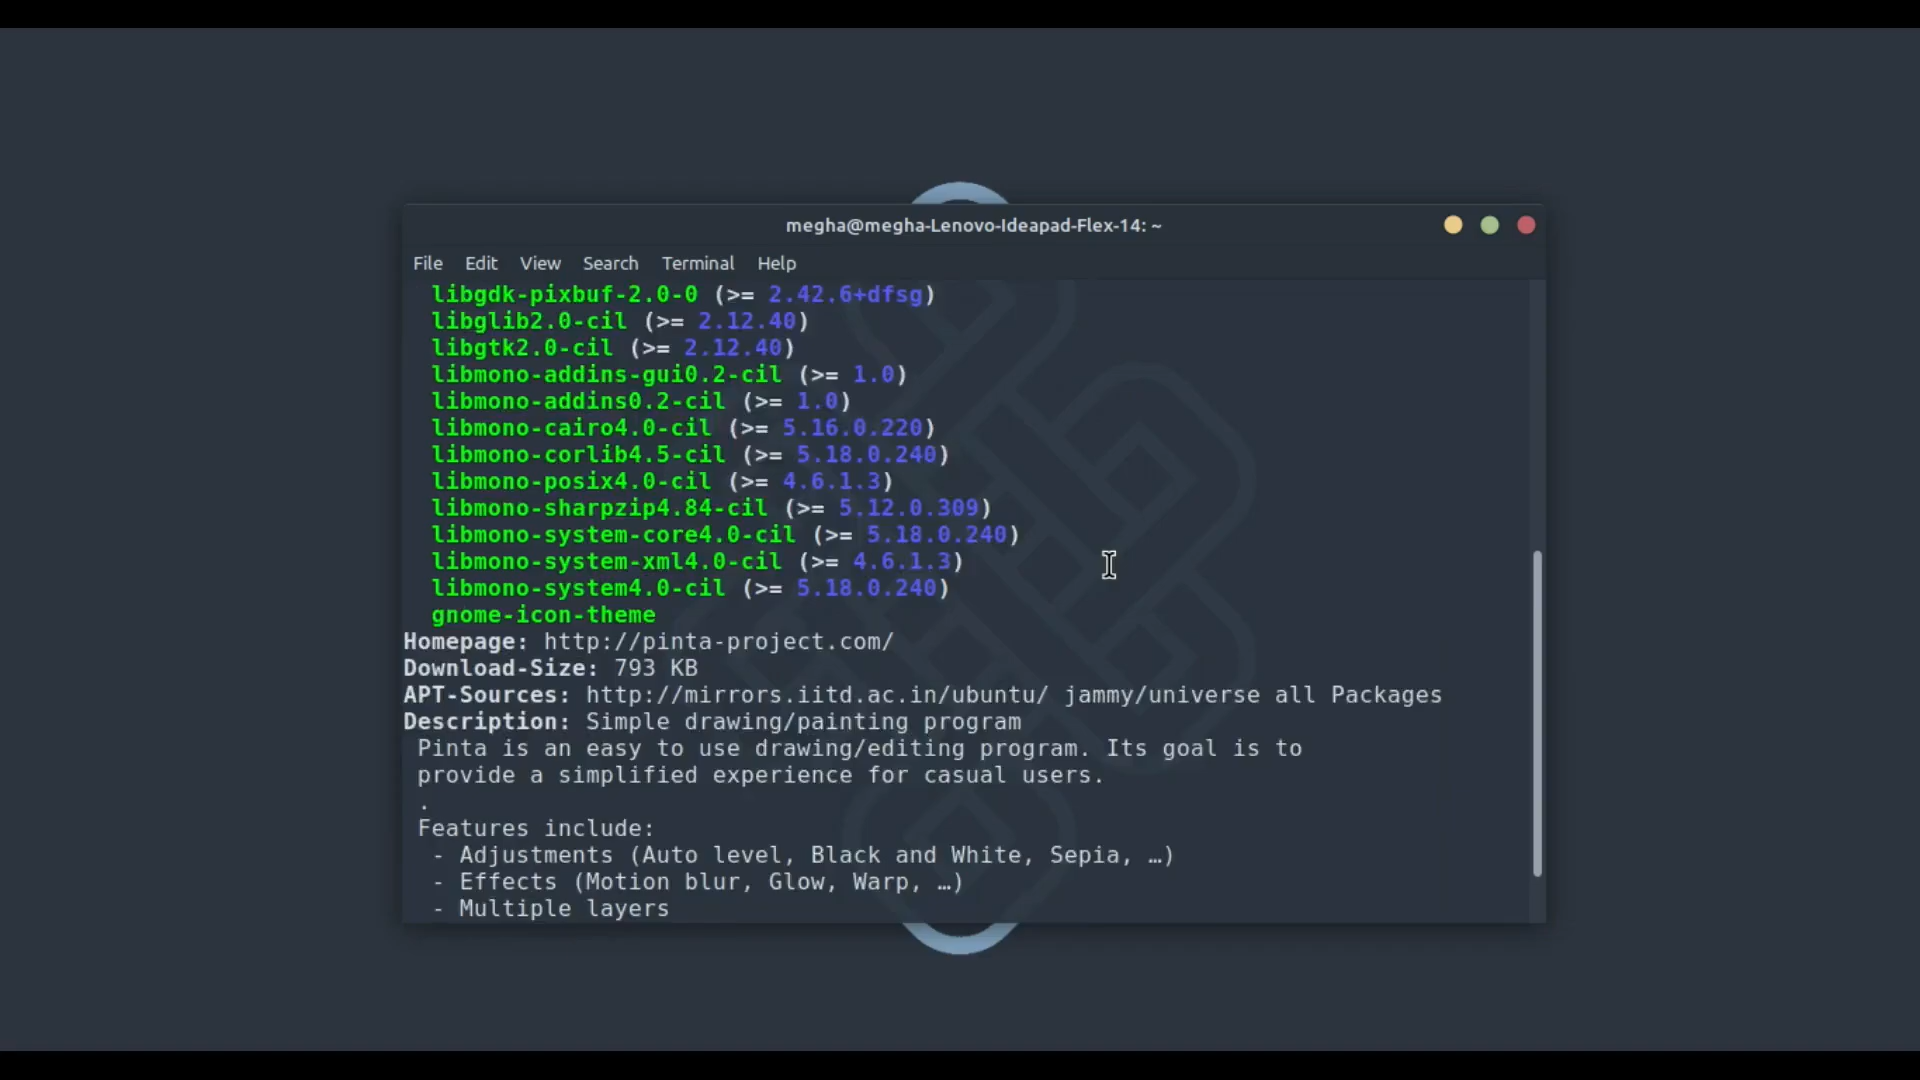 megha@megha-Lenovo-Ideapad-Flex-14: ~
File Edit View Search Terminal Help
libgdk-pixbuf-2.0-0 (>= 2.42.6+dfsg)
libglib2.0-cil (>= 2.12.40)
libgtk2.0-cil (>= 2.12.40)
libmono-addins-gui0.2-cil (>= 1.0)
libmono-addins0.2-cil (>= 1.0)
libmono-cairo4.0-cil (>= 5.16.0.220)
libmono-corlib4.5-cil (>= 5.18.0.240)
libmono-posix4.0-cil (>= 4.6.1.3)
libmono-sharpzip4.84-cil (>= 5.12.0.309)
libmono-system-core4.0-cil (>= 5.18.0.240)
libmono-system-xml4.0-cil (>= 4.6.1.3)
libmono-system4.0-cil (>= 5.18.0.240)
gnome-icon-theme
Homepage: http://pinta-project.com/
Download-Size: 793 KB
APT-Sources: http://mirrors.iitd.ac.in/ubuntu/ jammy/universe all Packages
Description: Simple drawing/painting program
Pinta is an easy to use drawing/editing program. Its goal is to
provide a simplified experience for casual users.
.
Features include:
- Adjustments (Auto level, Black and White, Sepia, …)
- Effects (Motion blur, Glow, Warp, …)
- Multiple layers